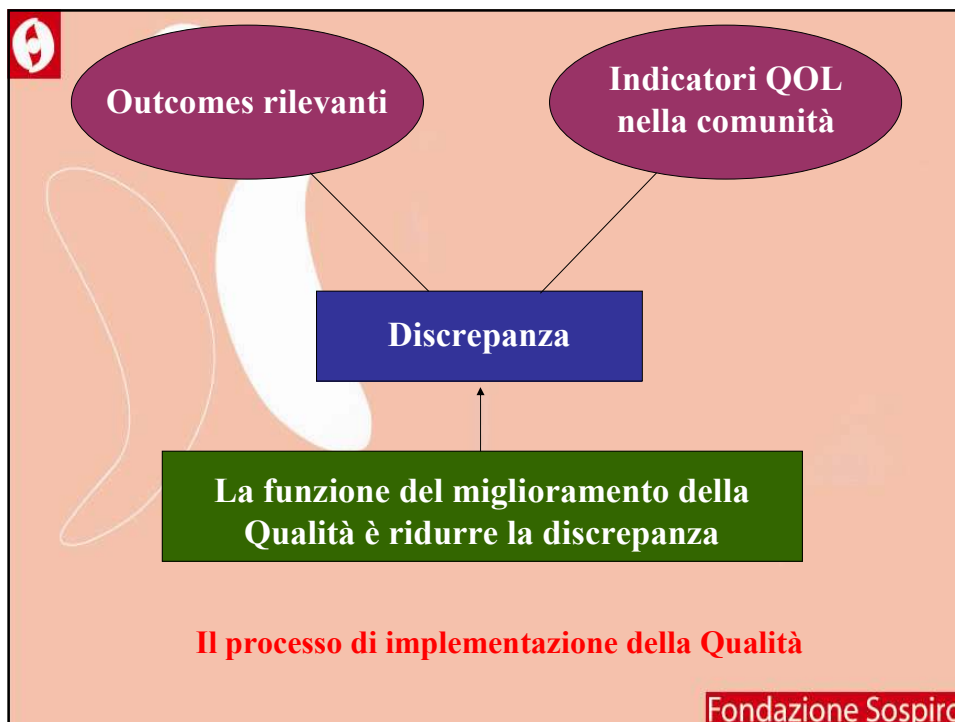 Outcomes rilevanti
Indicatori QOL
nella comunità
Discrepanza
La funzione del miglioramento della
Qualità è ridurre la discrepanza
Il processo di implementazione della Qualità
Fondazione Sospiro